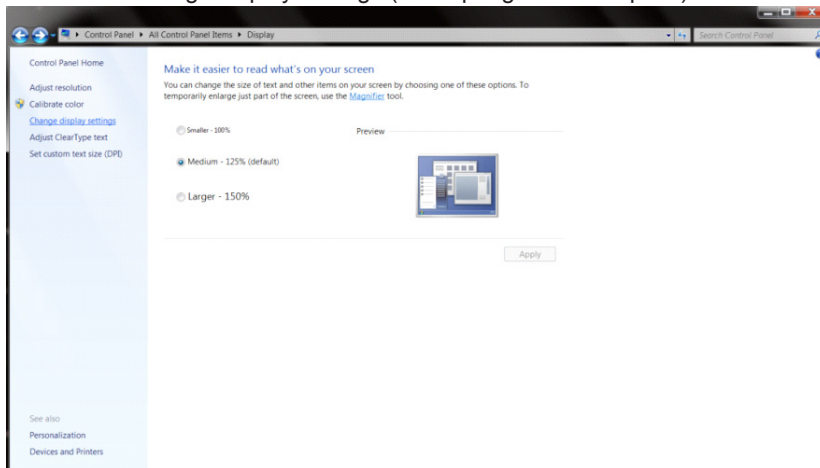 Control Panel ▸ All Control Panel Items ▸ Display
Search Control Panel
Control Panel Home
Adjust resolution
Calibrate color
Change display settings
Adjust ClearType text
Set custom text size (DPI)
Make it easier to read what's on your screen
You can change the size of text and other items on your screen by choosing one of these options. To
temporarily enlarge just part of the screen, use the Magnifier tool.
Smaller - 100%
Preview
Medium - 125% (default)
Larger - 150%
Apply
See also
Personalization
Devices and Printers